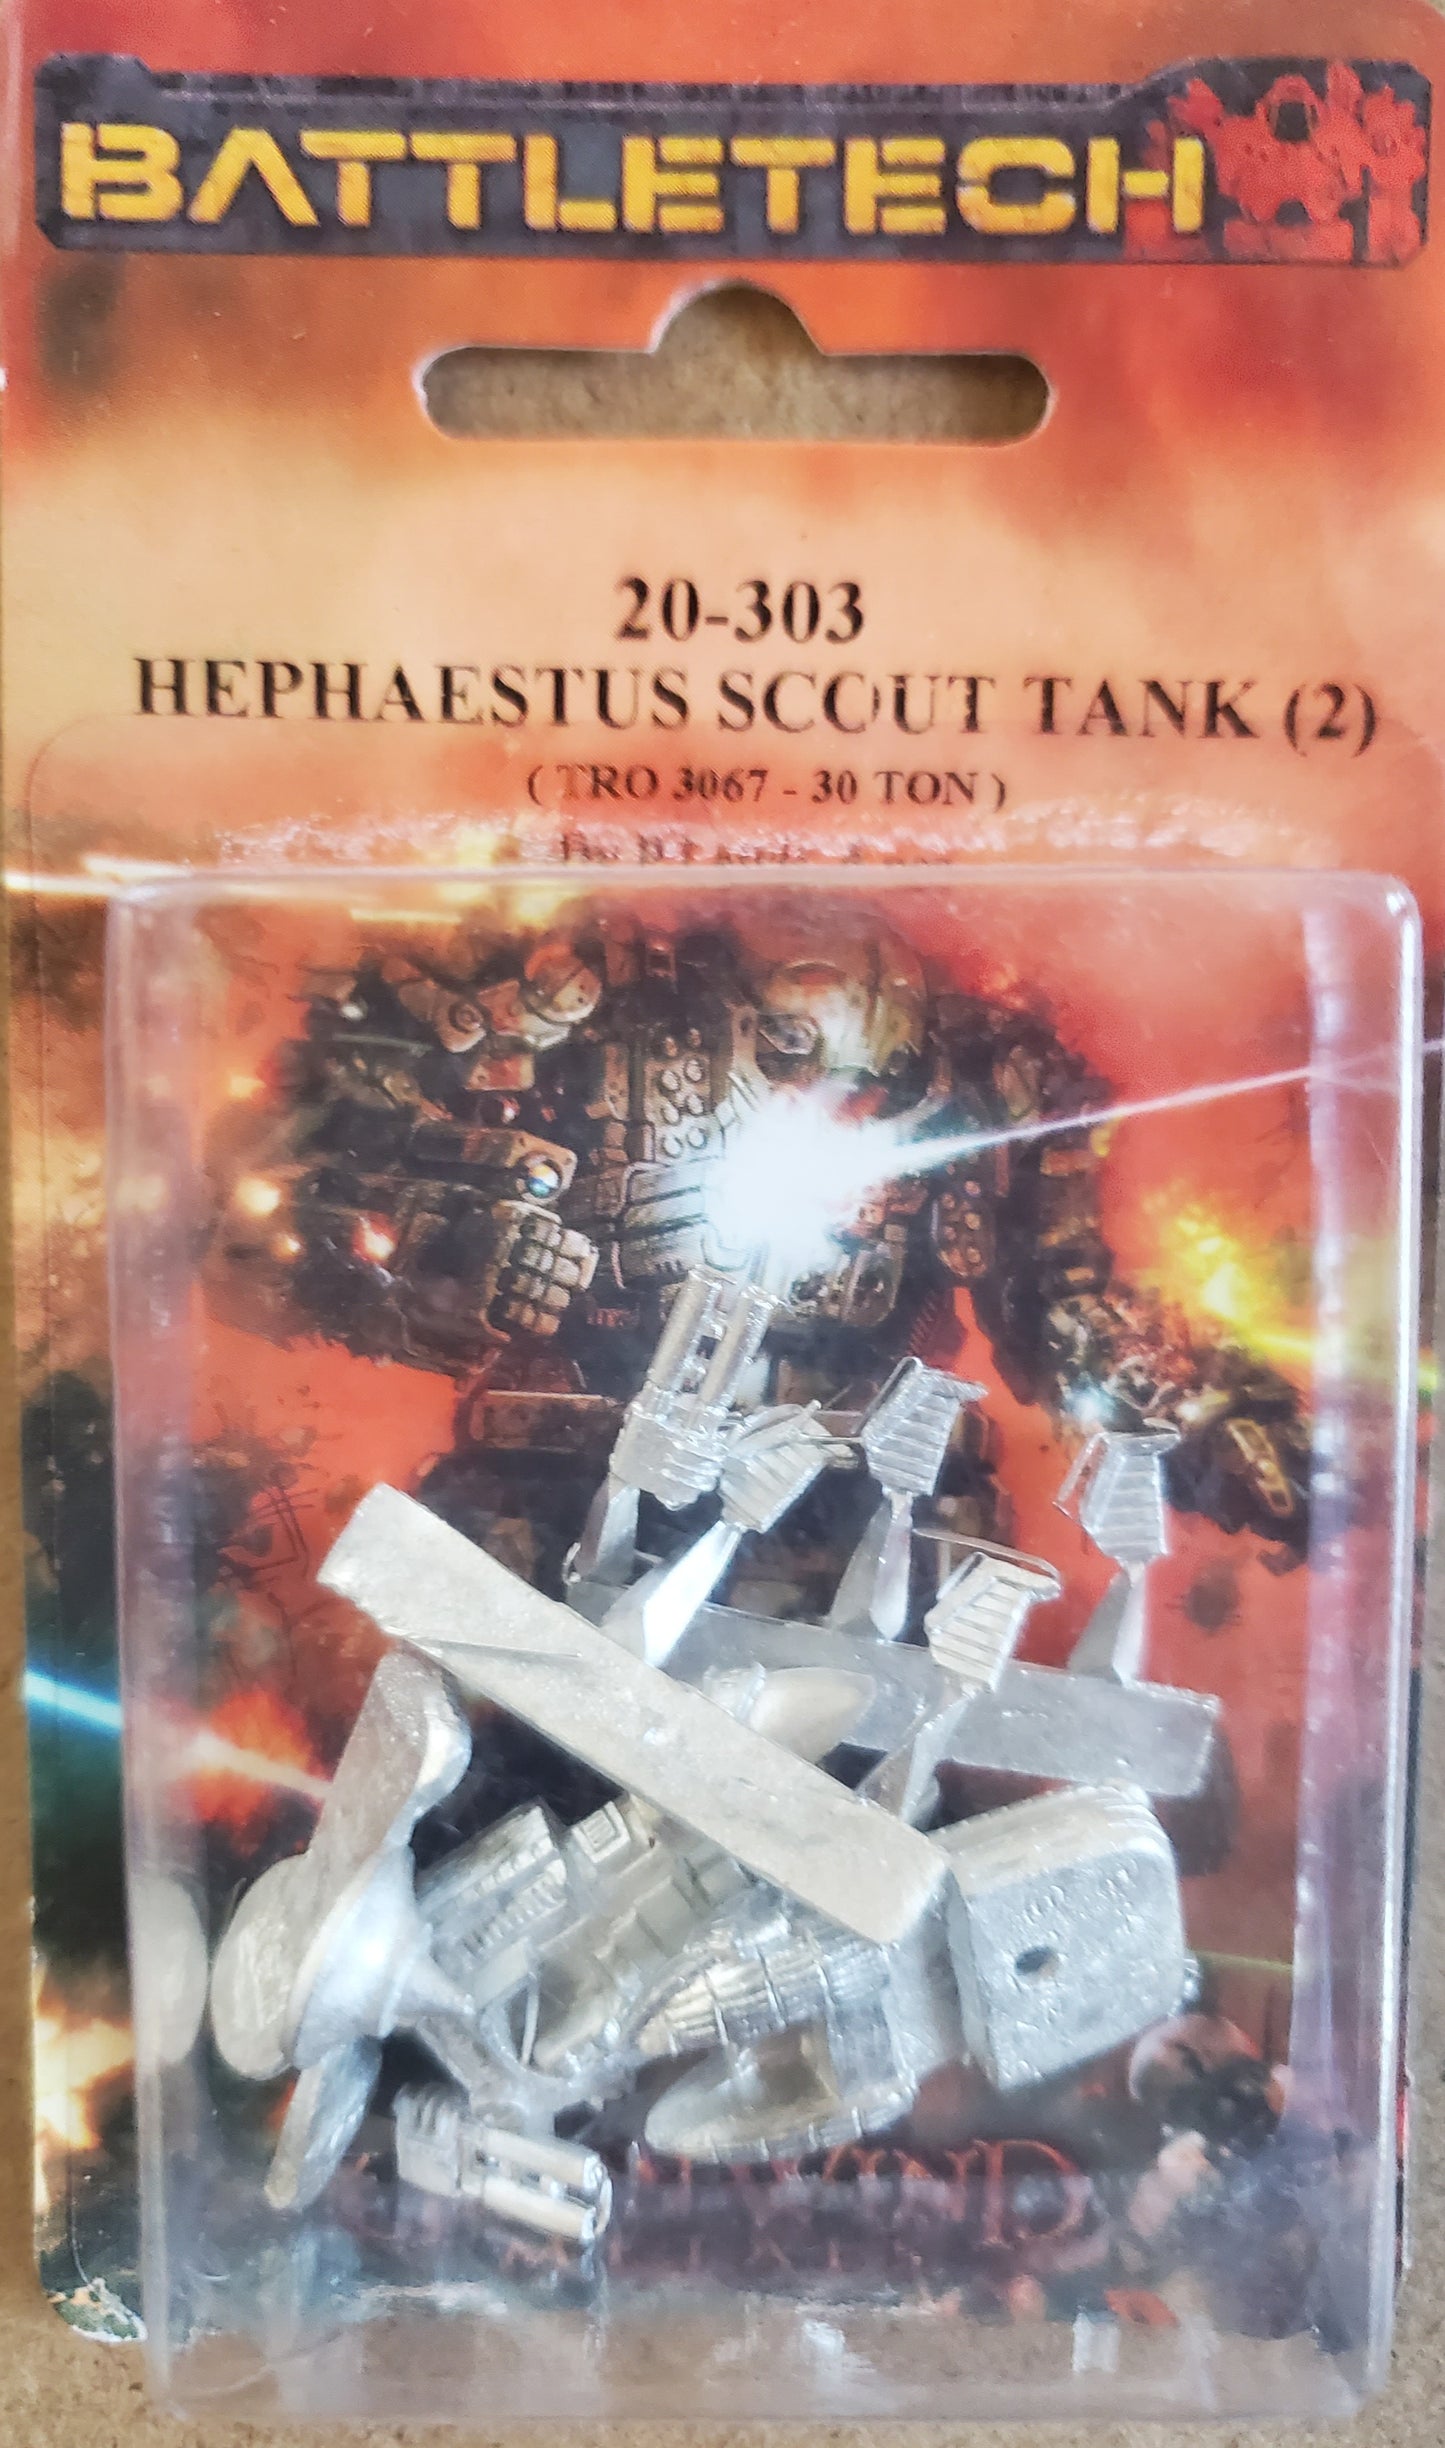 BATTLETECH
20-303
HEPHAESTUS SCOUT TANK (2)
( TRO 3067 - 30 TON )